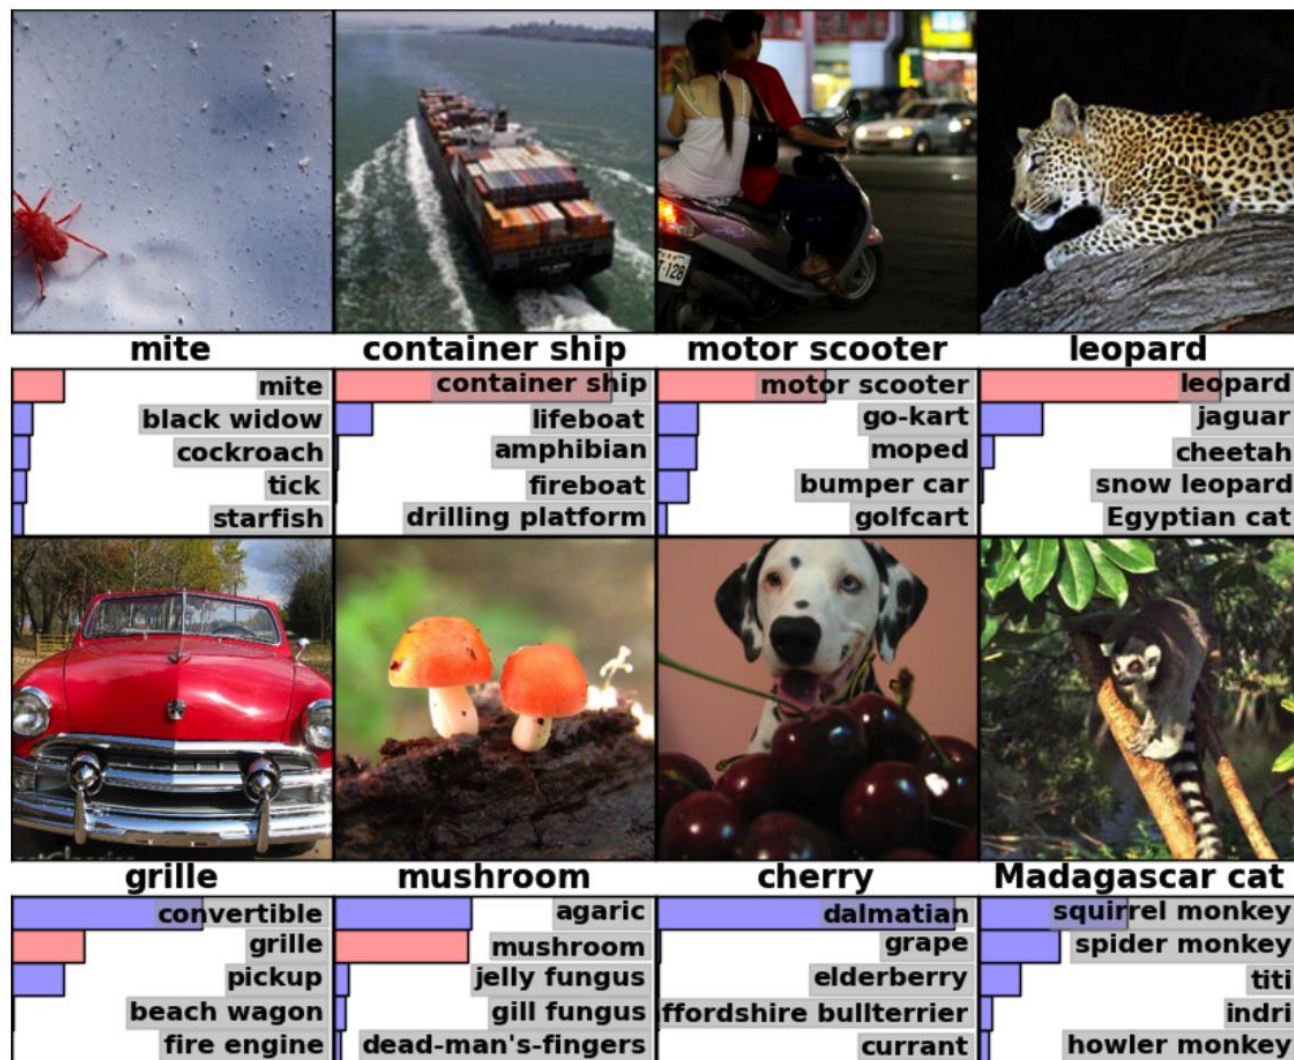 T-128
mite
container ship
motor scooter
leopard
mite
black widow
cockroach
tick
starfish
container ship
lifeboat
amphibian
fireboat
drilling platform
motor scooter
go-kart
moped
bumper car
golfcart
leopard
jaguar
cheetah
snow leopard
Egyptian cat
grille
mushroom
cherry
Madagascar cat
convertible
grille
pickup
beach wagon
fire engine
agaric
mushroom
jelly fungus
gill fungus
dead-man's-fingers
dalmatian
grape
elderberry
ffordshire bullterrier
currant
squirrel monkey
spider monkey
titi
indri
howler monkey